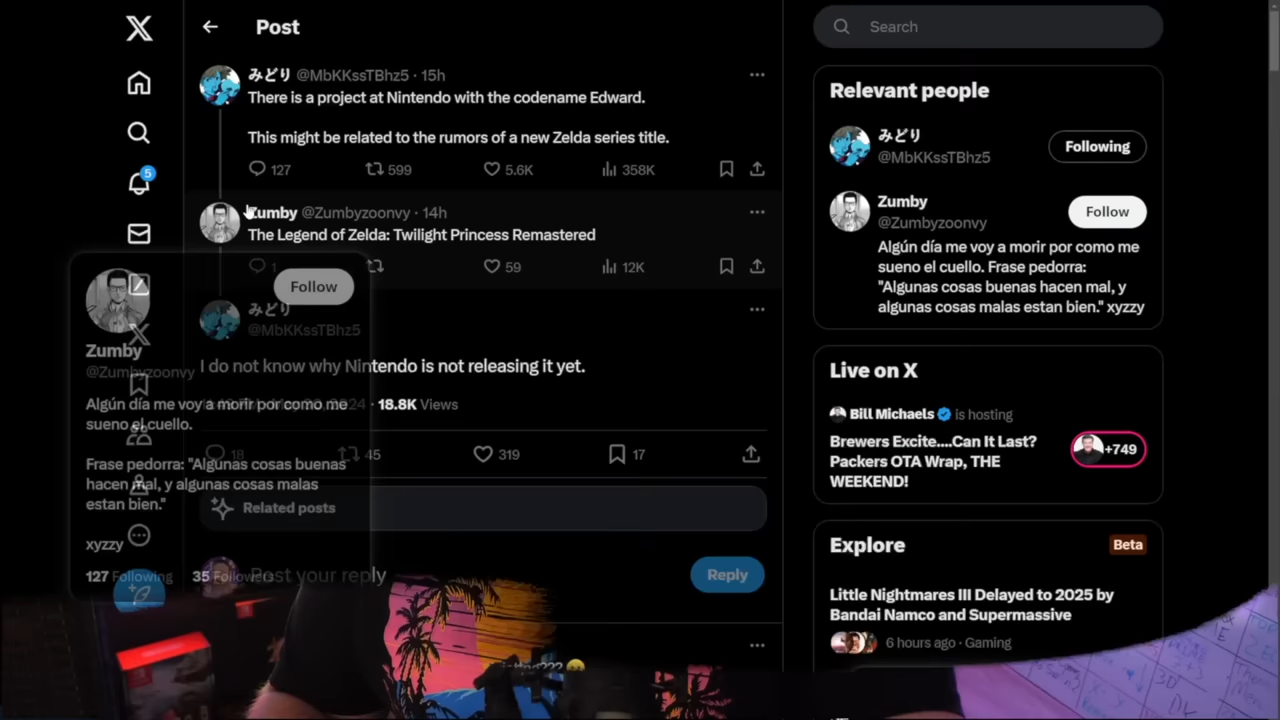 Post
みどり @MbKKssTBhz5 · 15h
There is a project at Nintendo with the codename Edward.
This might be related to the rumors of a new Zelda series title.
127 599 5.6K 358K
5
Zumby @Zumbyzoonvy · 14h
The Legend of Zelda: Twilight Princess Remastered
1 59 12K
みどり
@MbKKssTBhz5
I do not know why Nintendo is not releasing it yet.
· 18.8K Views
18 45 319 17
Related posts
Post your reply
Reply
Follow
Zumby
@Zumbyzoonvy
Algún día me voy a morir por como me
sueno el cuello.
Frase pedorra: "Algunas cosas buenas
hacen mal, y algunas cosas malas
estan bien."
xyzzy
127 Following 35 Followers
Search
Relevant people
みどり
@MbKKssTBhz5
Following
Zumby
@Zumbyzoonvy
Follow
Algún día me voy a morir por como me
sueno el cuello. Frase pedorra:
"Algunas cosas buenas hacen mal, y
algunas cosas malas estan bien." xyzzy
Live on X
Bill Michaels is hosting
Brewers Excite....Can It Last?
Packers OTA Wrap, THE
WEEKEND!
+749
Explore
Beta
Little Nightmares III Delayed to 2025 by
Bandai Namco and Supermassive
6 hours ago · Gaming